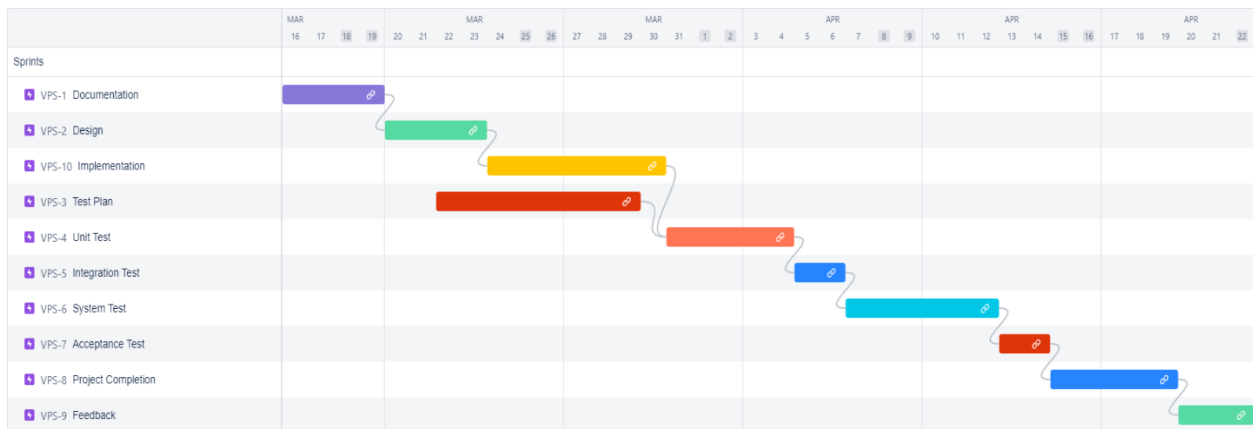 MAR MAR MAR APR APR APR
16 17 18 19 20 21 22 23 24 25 26 27 28 29 30 31 1 2 3 4 5 6 7 8 9 10 11 12 13 14 15 16 17 18 19 20 21 22
Sprints
VPS-1 Documentation
VPS-2 Design
VPS-10 Implementation
VPS-3 Test Plan
VPS-4 Unit Test
VPS-5 Integration Test
VPS-6 System Test
VPS-7 Acceptance Test
VPS-8 Project Completion
VPS-9 Feedback